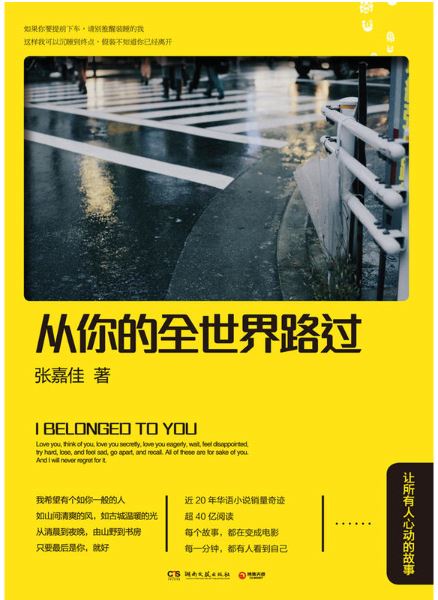 如果你要提前下车，请别推醒装睡的我
这样我可以沉睡到终点，假装不知道你已经离开
从你的全世界路过
张嘉佳 著
I BELONGED TO YOU
Love you, think of you, love you secretly, love you eagerly, wait, feel disappointed,
try hard, lose, and feel sad, go apart, and recall. All of these are for sake of you.
And I will never regret for it.
我希望有个如你一般的人
如山间清爽的风，如古城温暖的光
从清晨到夜晚，由山野到书房
只要最后是你，就好
近 20 年华语小说销量奇迹
超 40 亿阅读
每个故事，都在变成电影
每一分钟，都有人看到自己
······
让所有人心动的故事
湖南文艺出版社
博集天卷